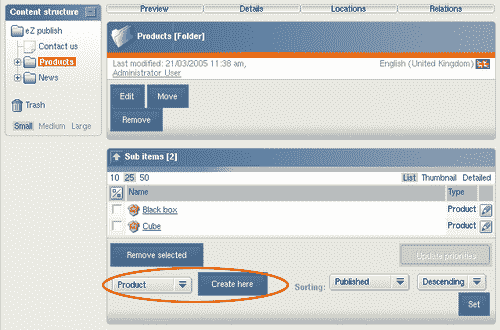 Content structure
eZ publish
Contact us
Products
News
Trash
Small Medium Large
Preview Details Locations Relations
Products [Folder]
Last modified: 21/03/2005 11:38 am, English (United Kingdom)
Administrator User
Edit Move
Remove
Sub items [2]
10 25 50 List Thumbnail Detailed
Name Type
Black box Product
Cube Product
Remove selected Update priorities
Product Create here Sorting: Published Descending
Set